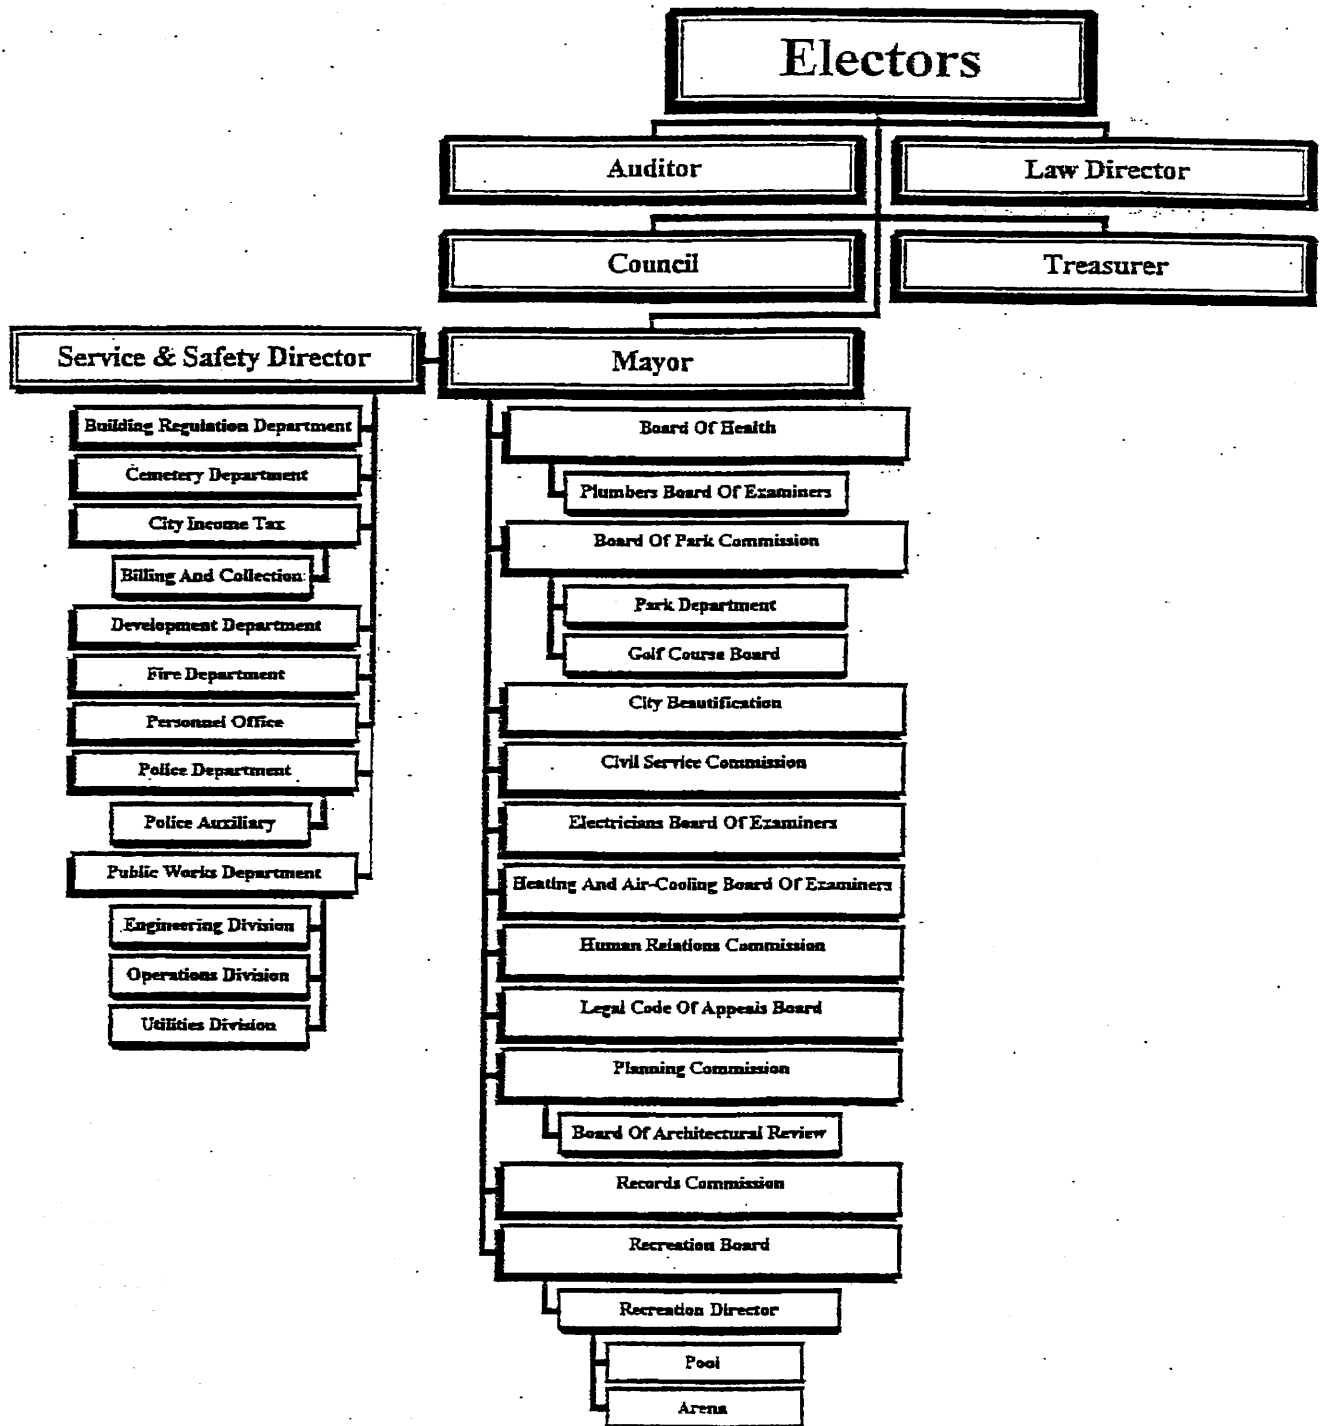 Electors
Auditor
Law Director
Council
Treasurer
Service & Safety Director
Mayor
Building Regulation Department
Cemetery Department
City Income Tax
Billing And Collection
Development Department
Fire Department
Personnel Office
Police Department
Police Auxiliary
Public Works Department
Engineering Division
Operations Division
Utilities Division
Board Of Health
Plumbers Board Of Examiners
Board Of Park Commission
Park Department
Golf Course Board
City Beautification
Civil Service Commission
Electricians Board Of Examiners
Heating And Air-Cooling Board Of Examiners
Human Relations Commission
Legal Code Of Appeals Board
Planning Commission
Board Of Architectural Review
Records Commission
Recreation Board
Recreation Director
Pool
Arena